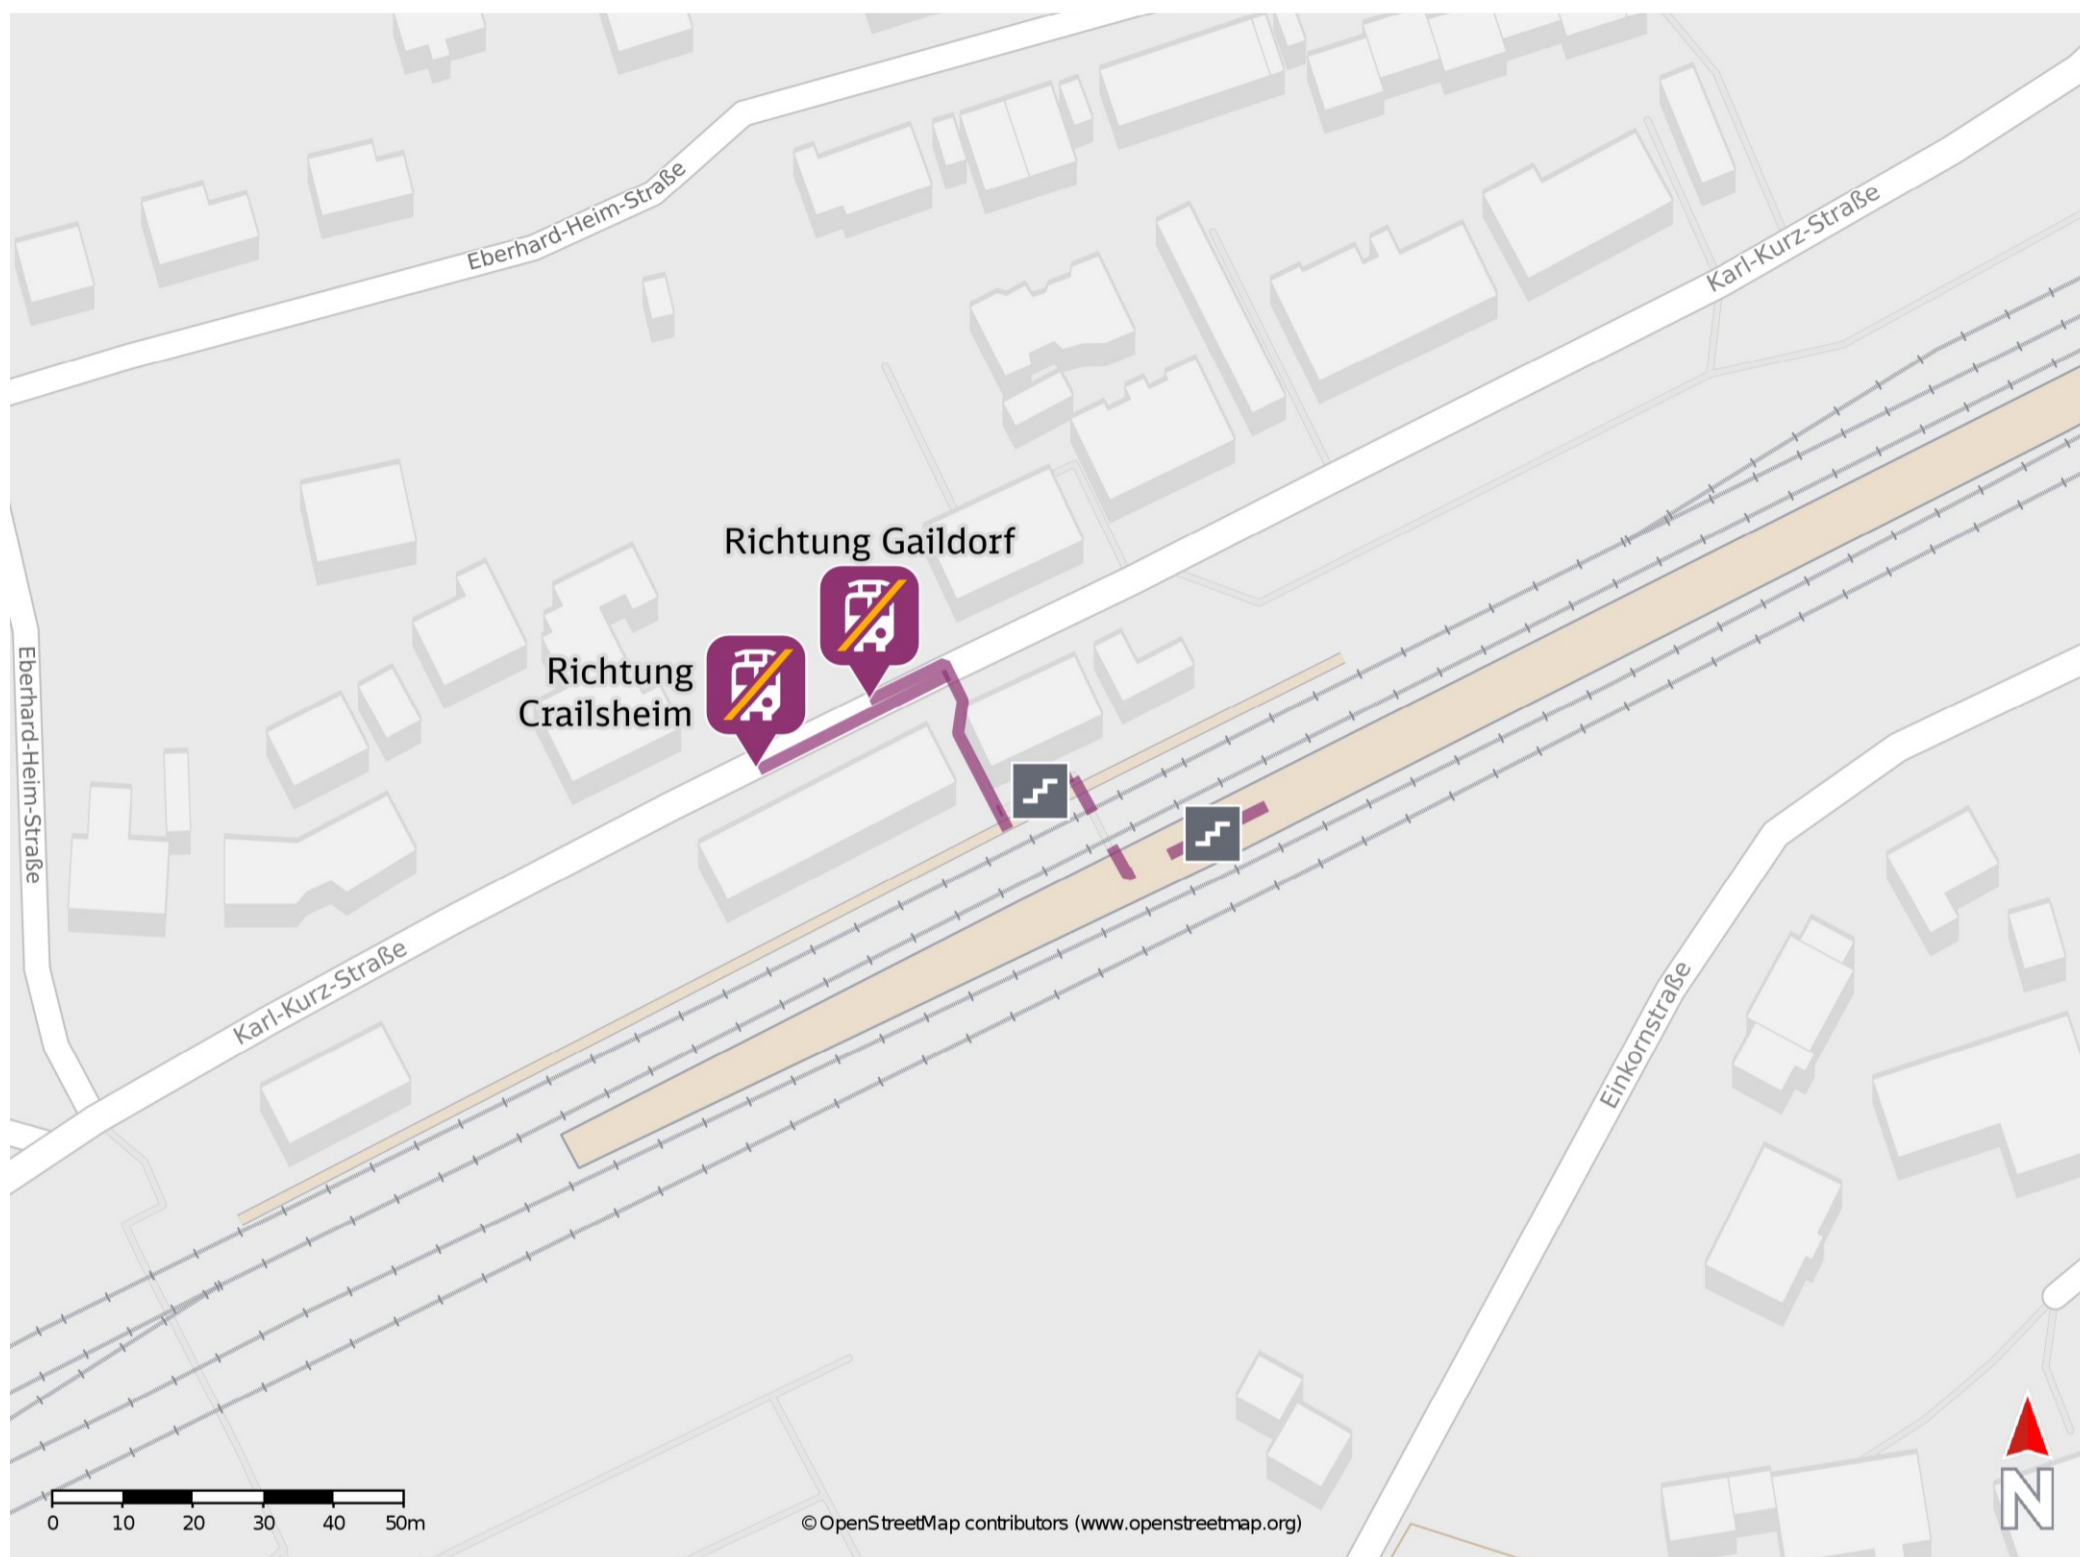 Eberhard-Heim-Straße
Karl-Kurz-Straße
Richtung Gaildorf
Richtung
Crailsheim
Eberhard-Heim-Straße
Karl-Kurz-Straße
Einkornstraße
0 10 20 30 40 50m
©OpenStreetMap contributors (www.openstreetmap.org)
N